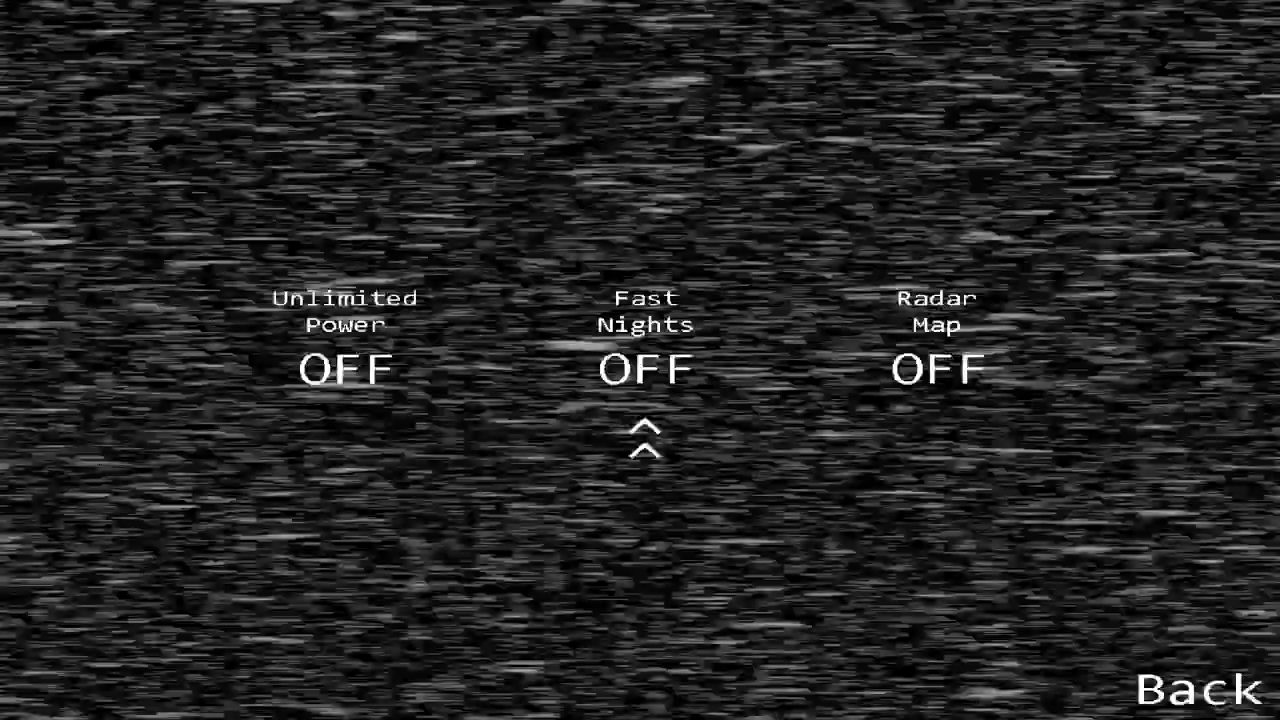 Unlimited
Power
OFF
Fast
Nights
OFF
Radar
Map
OFF
Back